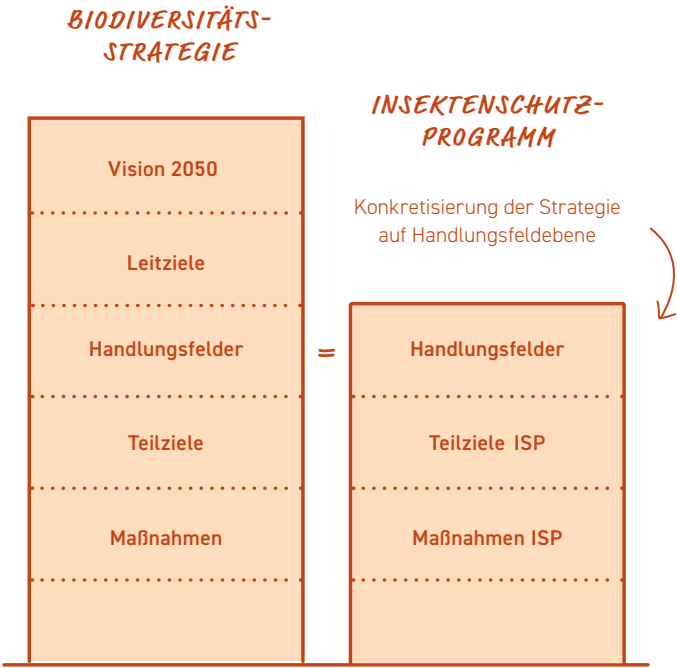 BIODIVERSITÄTS-
STRATEGIE
Vision 2050
Leitziele
Handlungsfelder
Teilziele
Maßnahmen
=
INSEKTENSCHUTZ-
PROGRAMM
Konkretisierung der Strategie
auf Handlungsfeldebene
Handlungsfelder
Teilziele ISP
Maßnahmen ISP